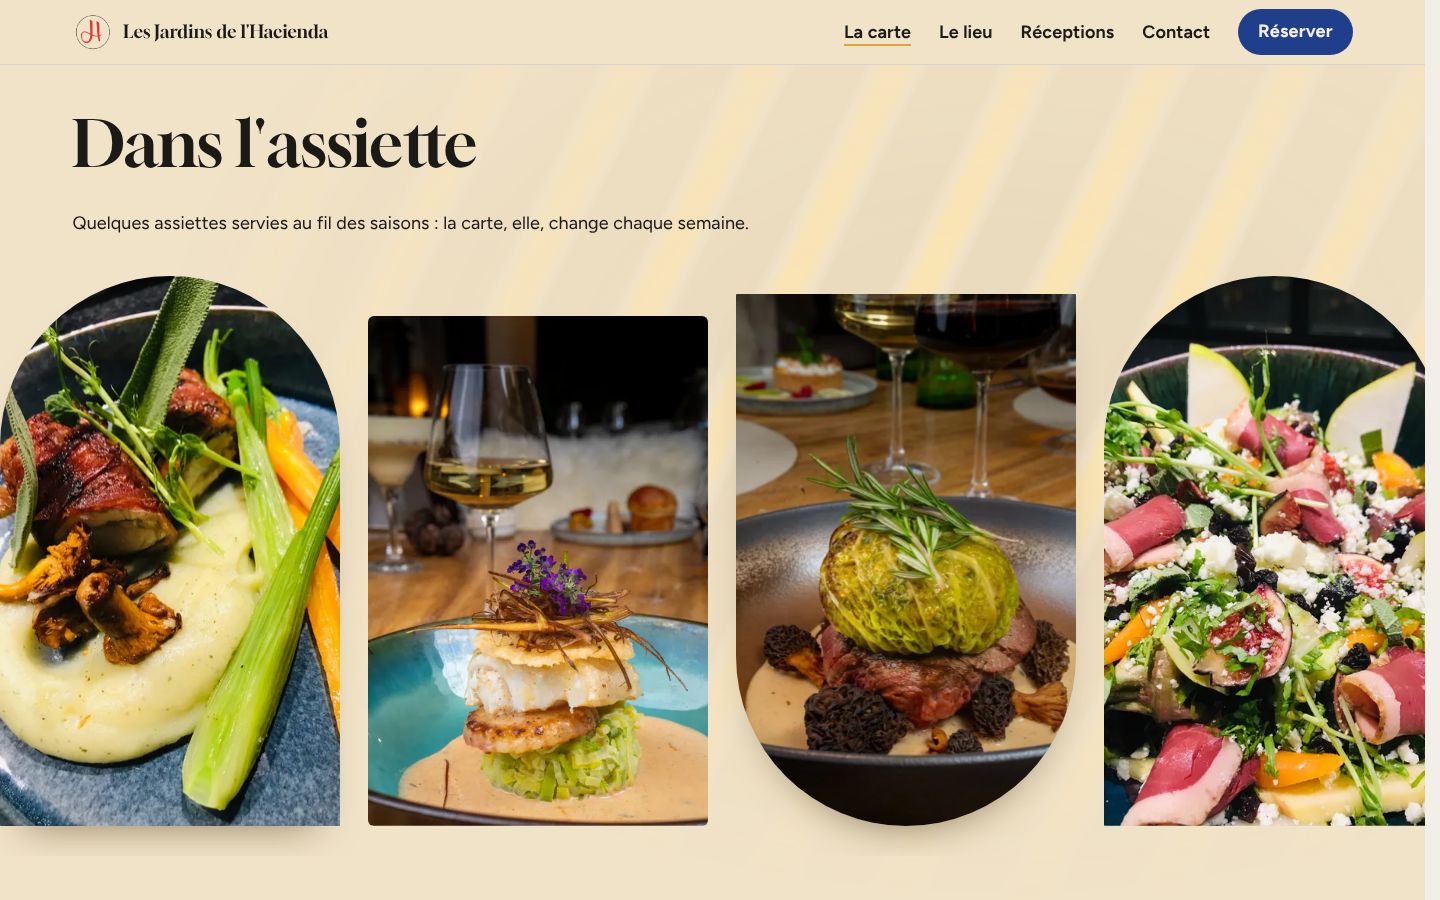 Les Jardins de l'Hacienda
La carte
Le lieu
Réceptions
Contact
Réserver
Dans l'assiette
Quelques assiettes servies au fil des saisons : la carte, elle, change chaque semaine.